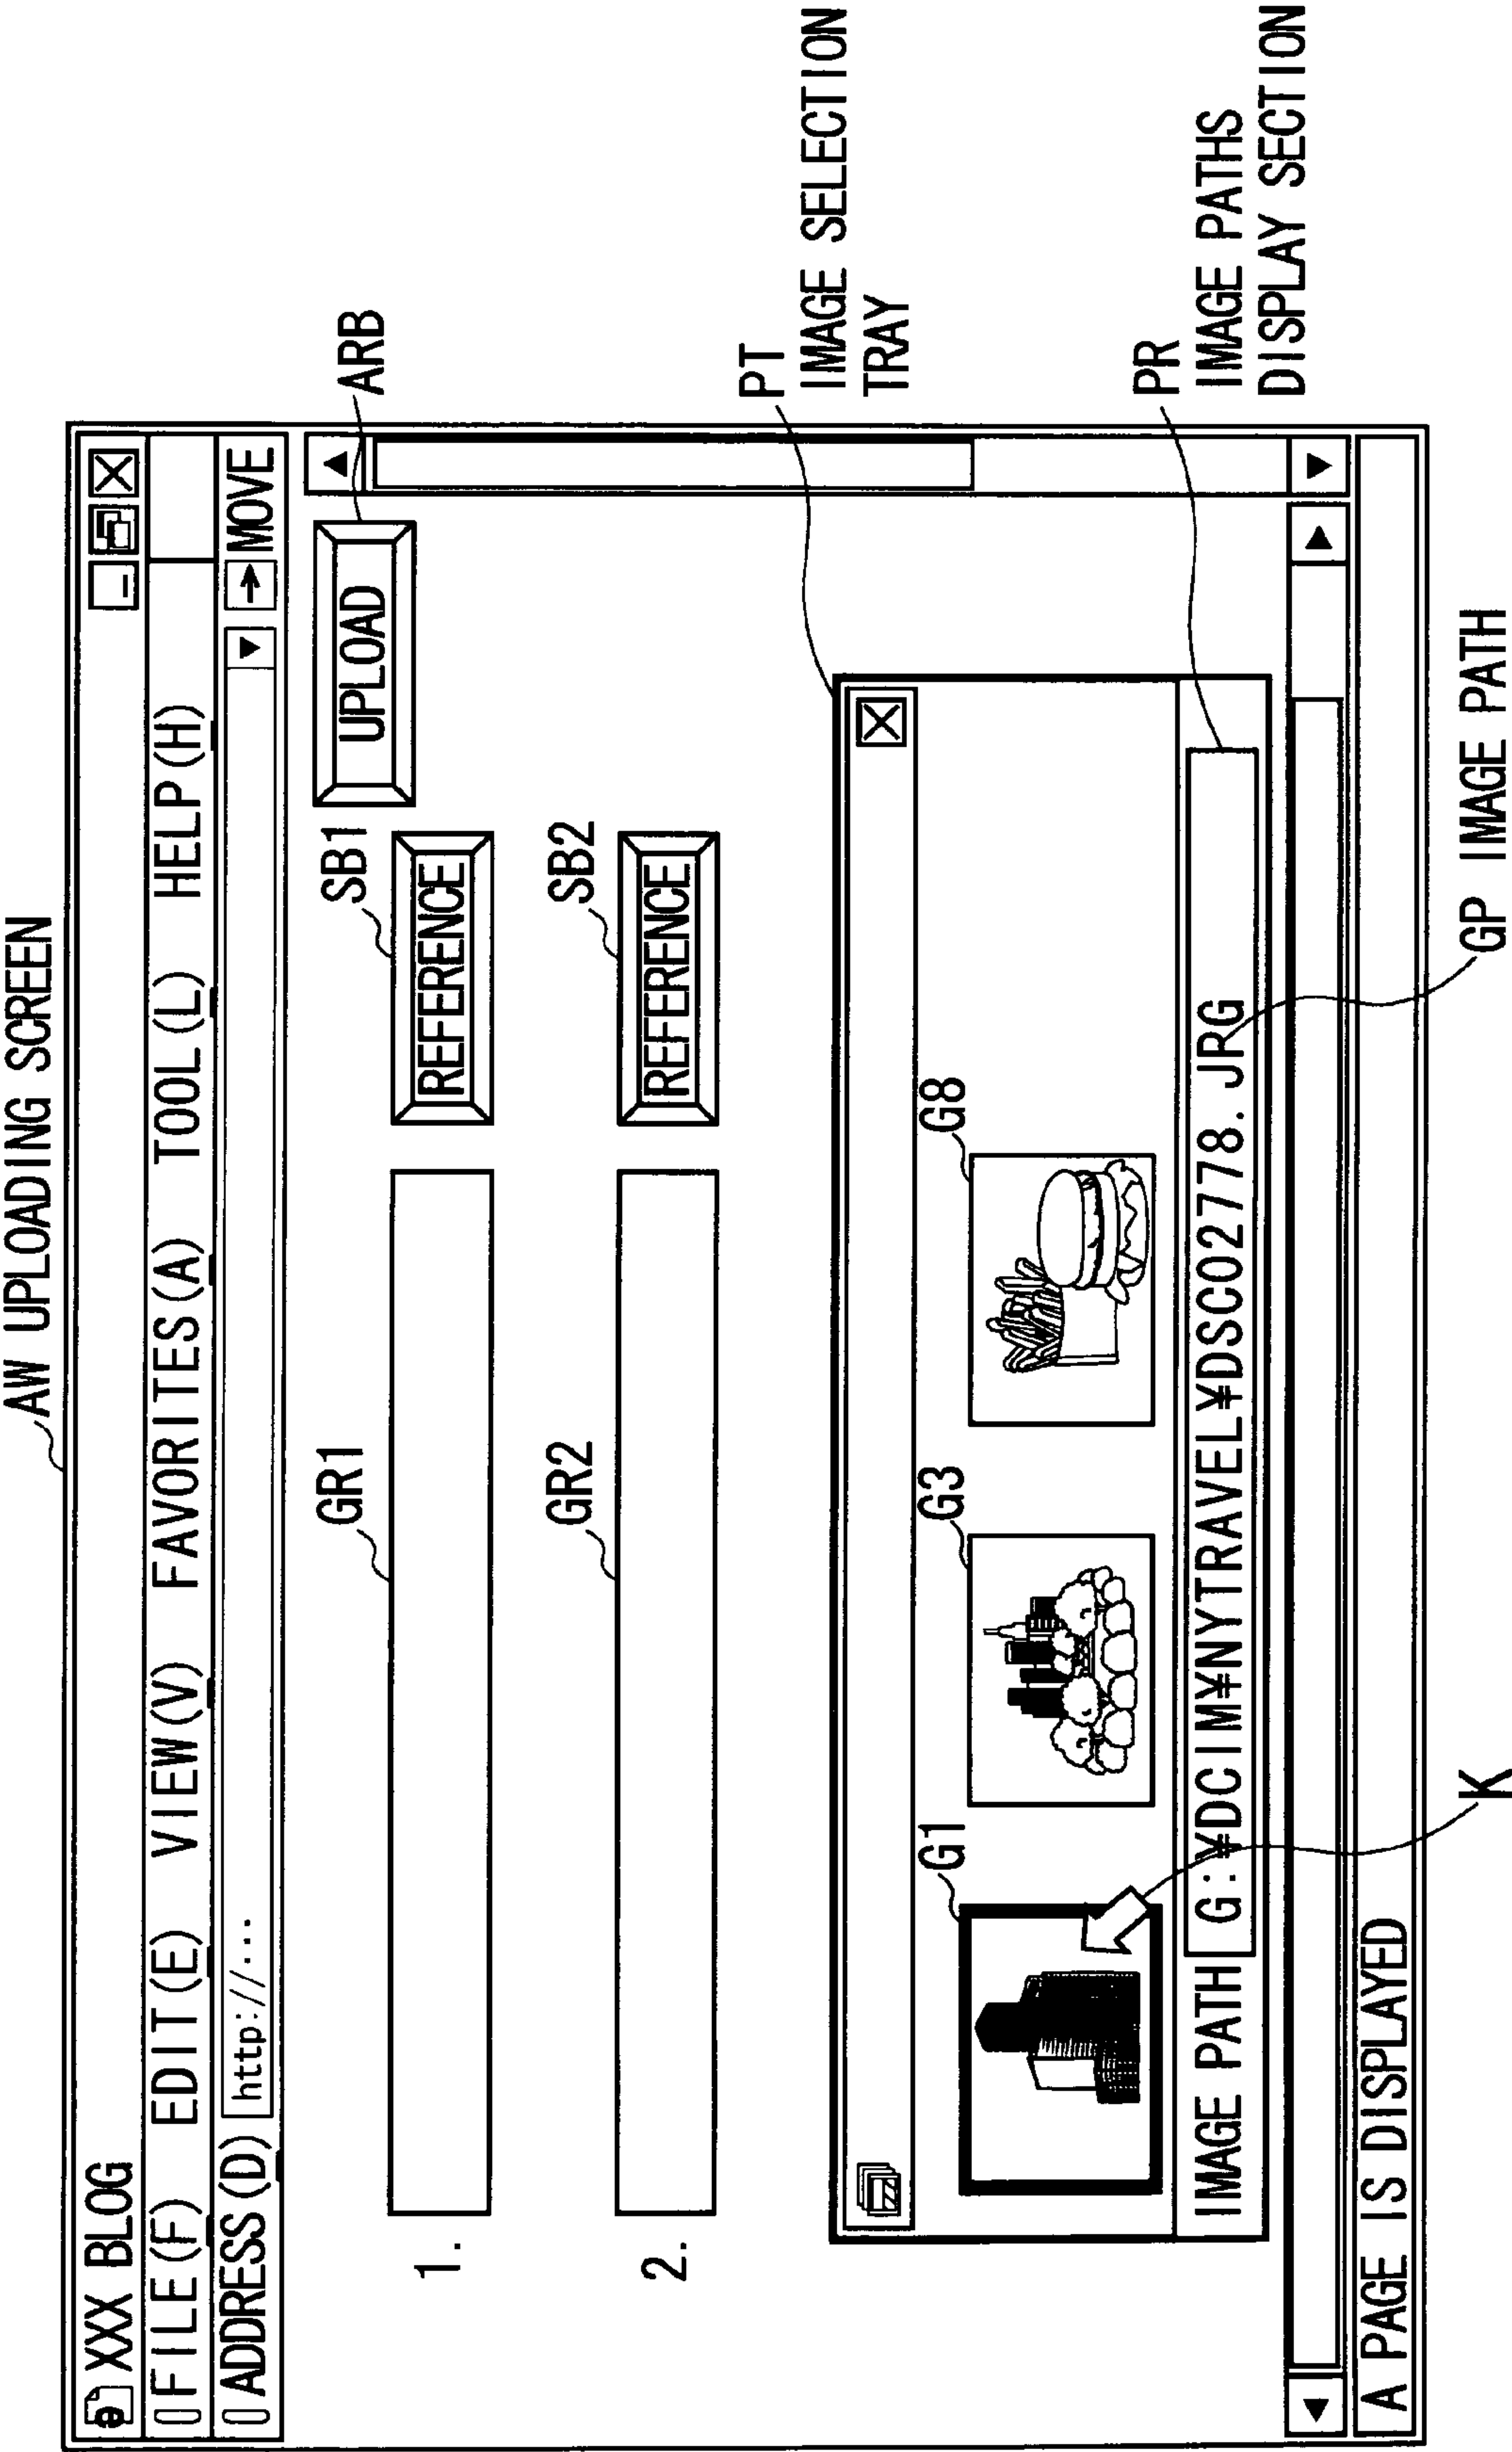 AW UPLOADING SCREEN
XXX BLOG
FILE(F) EDIT(E) VIEW(V) FAVORITES(A) TOOL(L) HELP(H)
ADDRESS(D) http://... MOVE
UPLOAD
ARB
GR1
SB1
1.
REFERENCE
GR2
SB2
2.
REFERENCE
PT
IMAGE SELECTION
TRAY
G1
G3
G8
PR
IMAGE PATHS
DISPLAY SECTION
IMAGE PATH G:¥DCIM¥NYTRAVEL¥DSC02778.JRG
A PAGE IS DISPLAYED
K
GP IMAGE PATH